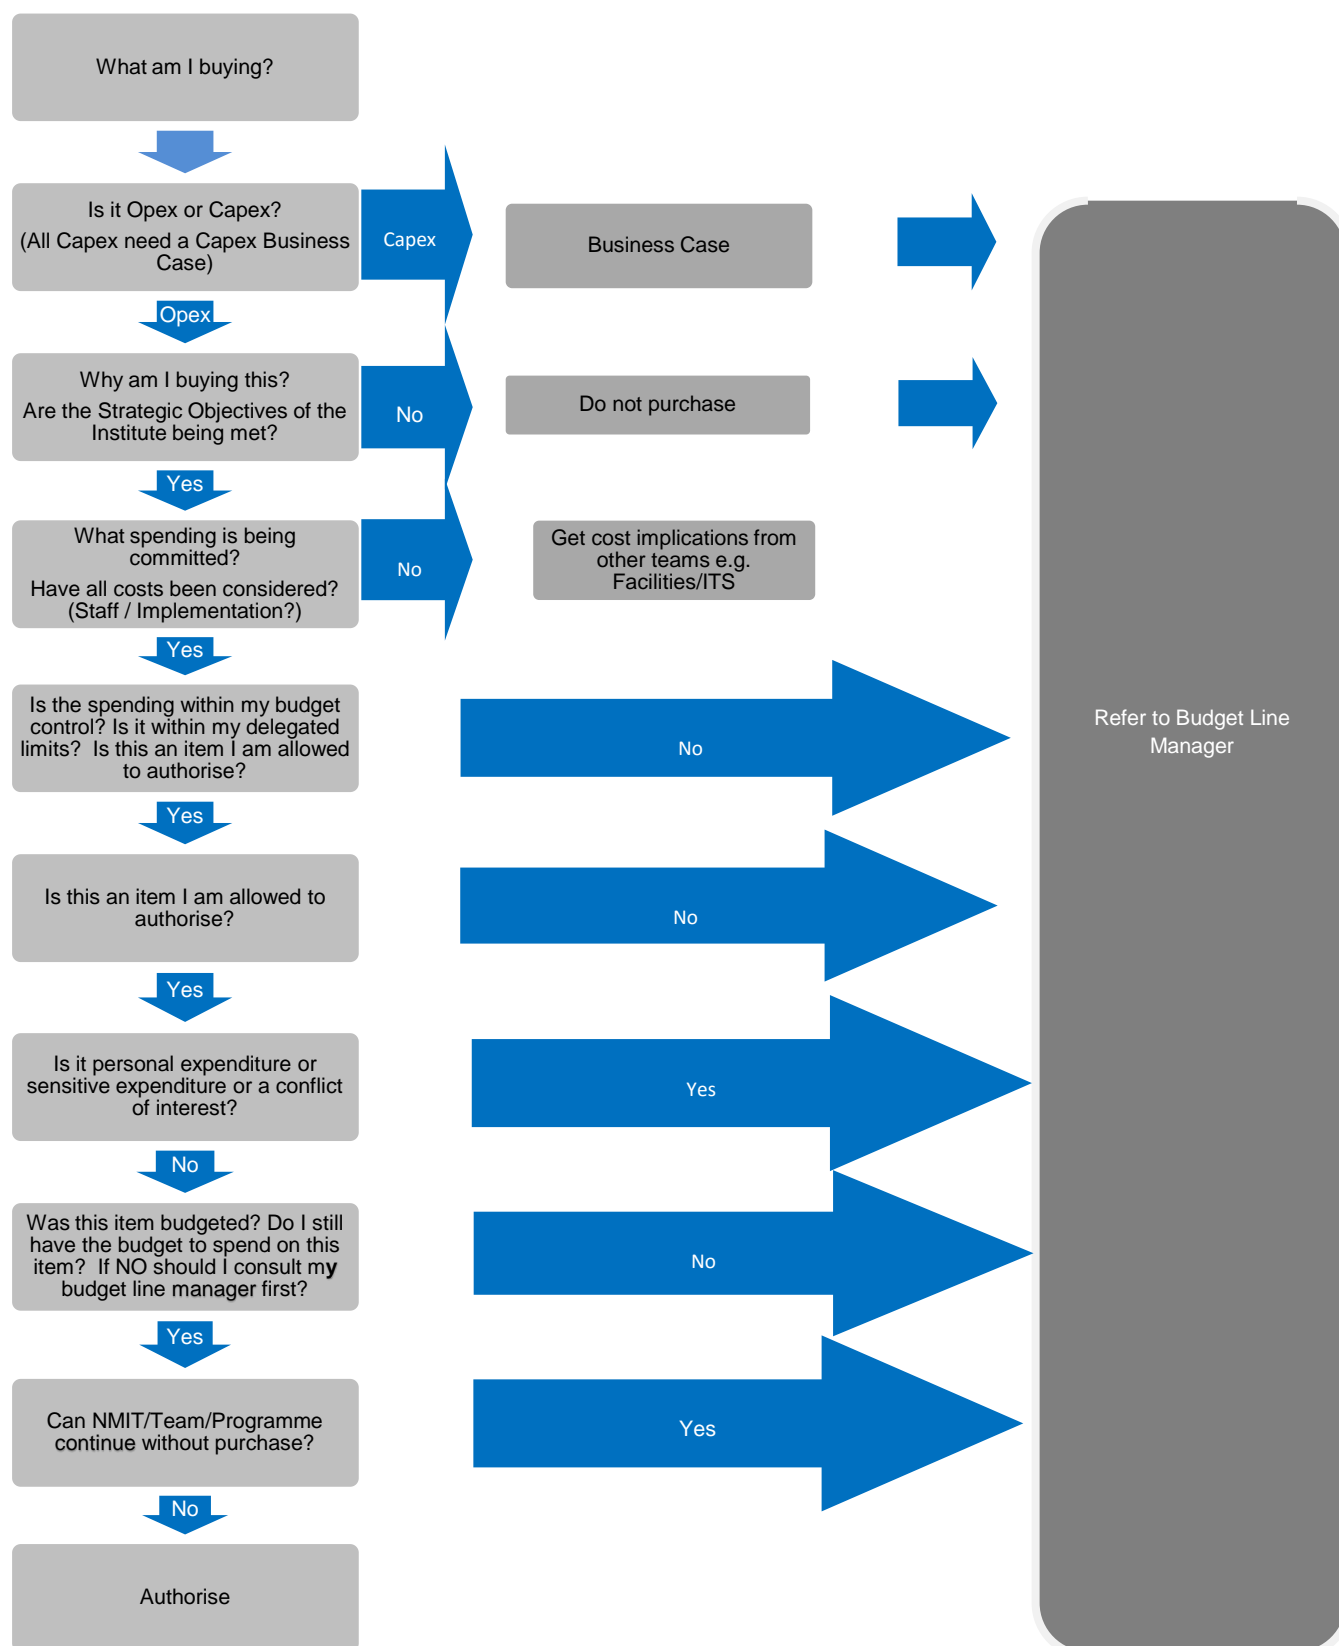 What am I buying?
Is it Opex or Capex?
(All Capex need a Capex Business
Case)
Capex
Business Case
Opex
Why am I buying this?
Are the Strategic Objectives of the
Institute being met?
No
Do not purchase
Yes
What spending is being
committed?
Have all costs been considered?
(Staff / Implementation?)
No
Get cost implications from
other teams e.g.
Facilities/ITS
Yes
Is the spending within my budget
control? Is it within my delegated
limits?  Is this an item I am allowed
to authorise?
No
Refer to Budget Line
Manager
Yes
Is this an item I am allowed to
authorise?
No
Yes
Is it personal expenditure or
sensitive expenditure or a conflict
of interest?
Yes
No
Was this item budgeted? Do I still
have the budget to spend on this
item?  If NO should I consult my
budget line manager first?
No
Yes
Can NMIT/Team/Programme
continue without purchase?
Yes
No
Authorise